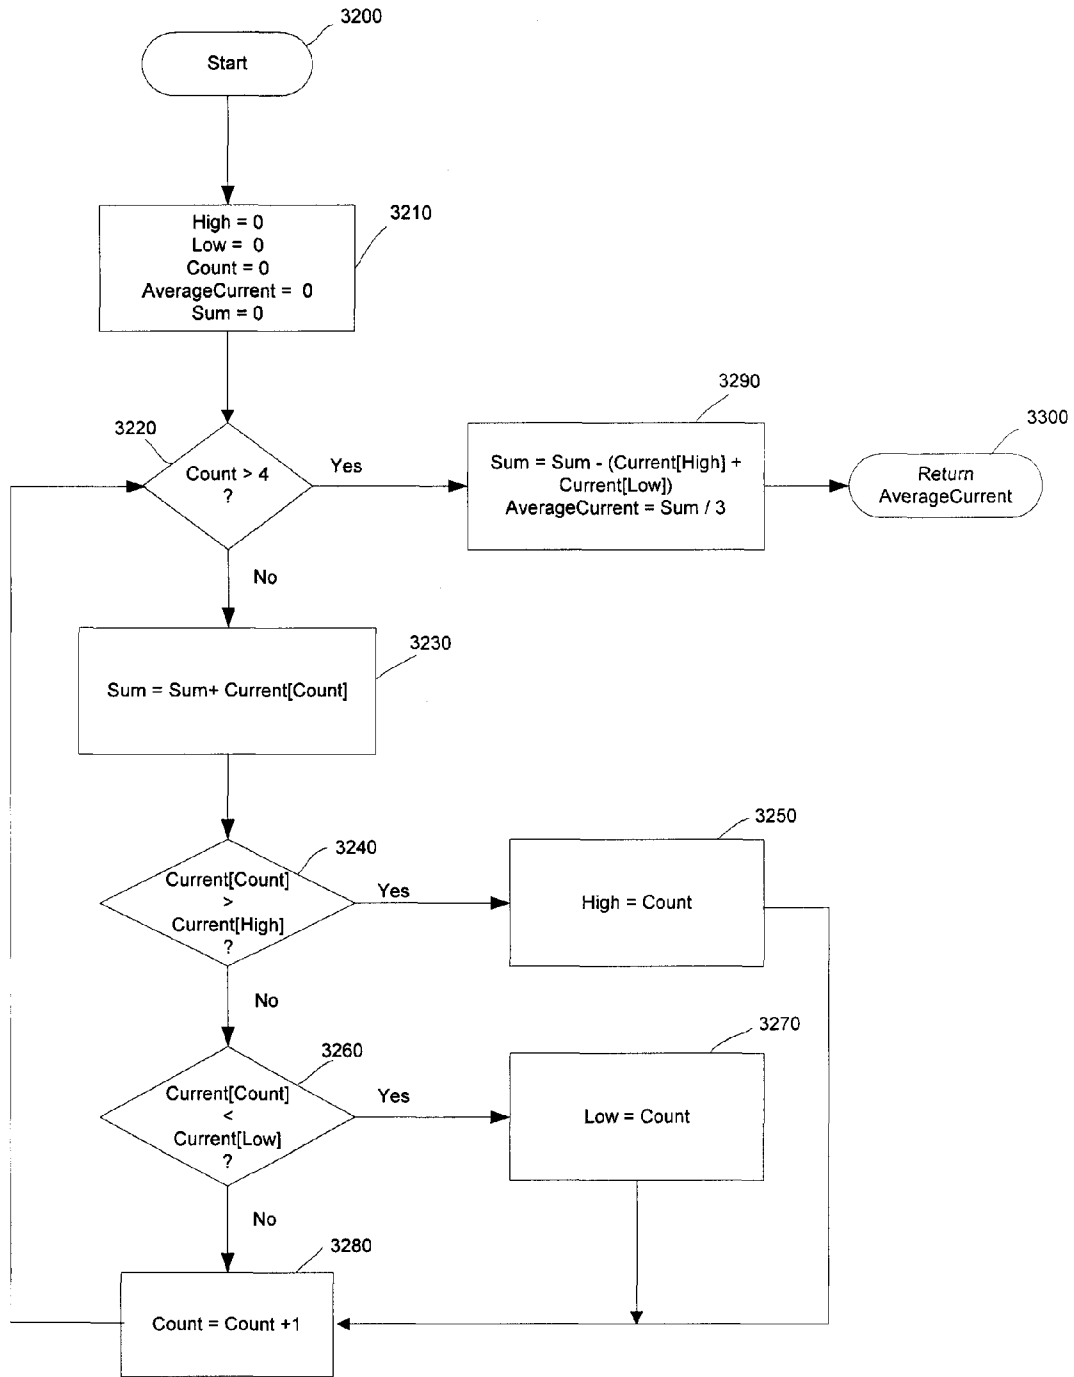 3200
Start
3210
High = 0
Low = 0
Count = 0
AverageCurrent = 0
Sum = 0
3220
Count > 4
?
Yes
3290
Sum = Sum - (Current[High] +
Current[Low])
AverageCurrent = Sum / 3
3300
Return
AverageCurrent
No
3230
Sum = Sum+ Current[Count]
3240
Current[Count]
>
Current[High]
?
Yes
3250
High = Count
No
3260
Current[Count]
<
Current[Low]
?
Yes
3270
Low = Count
No
3280
Count = Count +1